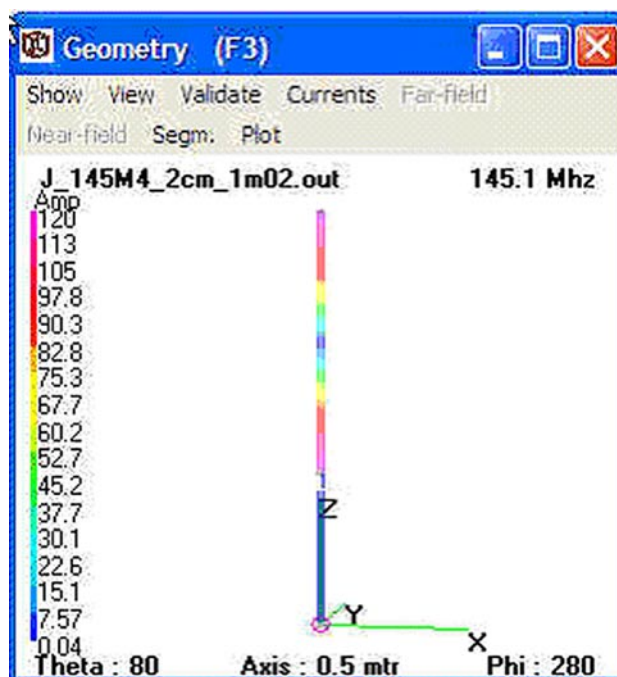 Geometry (F3)
Show View Validate Currents Far-field
Near-field Segm. Plot
J_145M4_2cm_1m02.out 145.1 Mhz
Amp
120
113
105
97.8
90.3
82.8
75.3
67.7
60.2
52.7
45.2
37.7
30.1
22.6
15.1
7.57
0.04
Z
Y
X
Theta : 80 Axis : 0.5 mtr Phi : 280